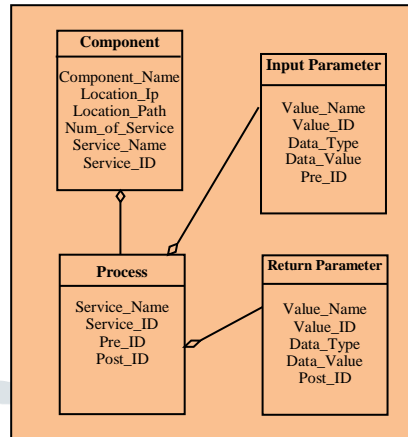 Component
Component_Name
Location_Ip
Location_Path
Num_of_Service
Service_Name
Service_ID
Input Parameter
Value_Name
Value_ID
Data_Type
Data_Value
Pre_ID
Process
Service_Name
Service_ID
Pre_ID
Post_ID
Return Parameter
Value_Name
Value_ID
Data_Type
Data_Value
Post_ID